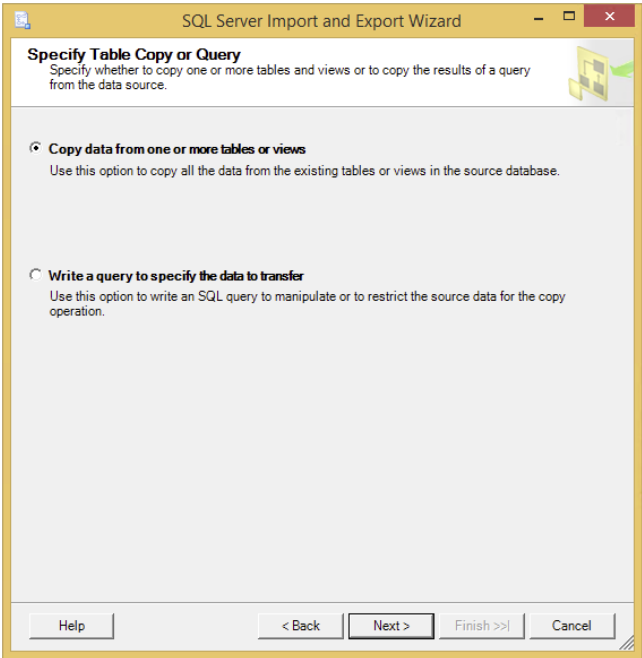 SQL Server Import and Export Wizard
Specify Table Copy or Query
Specify whether to copy one or more tables and views or to copy the results of a query
from the data source.
Copy data from one or more tables or views
Use this option to copy all the data from the existing tables or views in the source database.
Write a query to specify the data to transfer
Use this option to write an SQL query to manipulate or to restrict the source data for the copy
operation.
Help < Back Next > Finish >>| Cancel